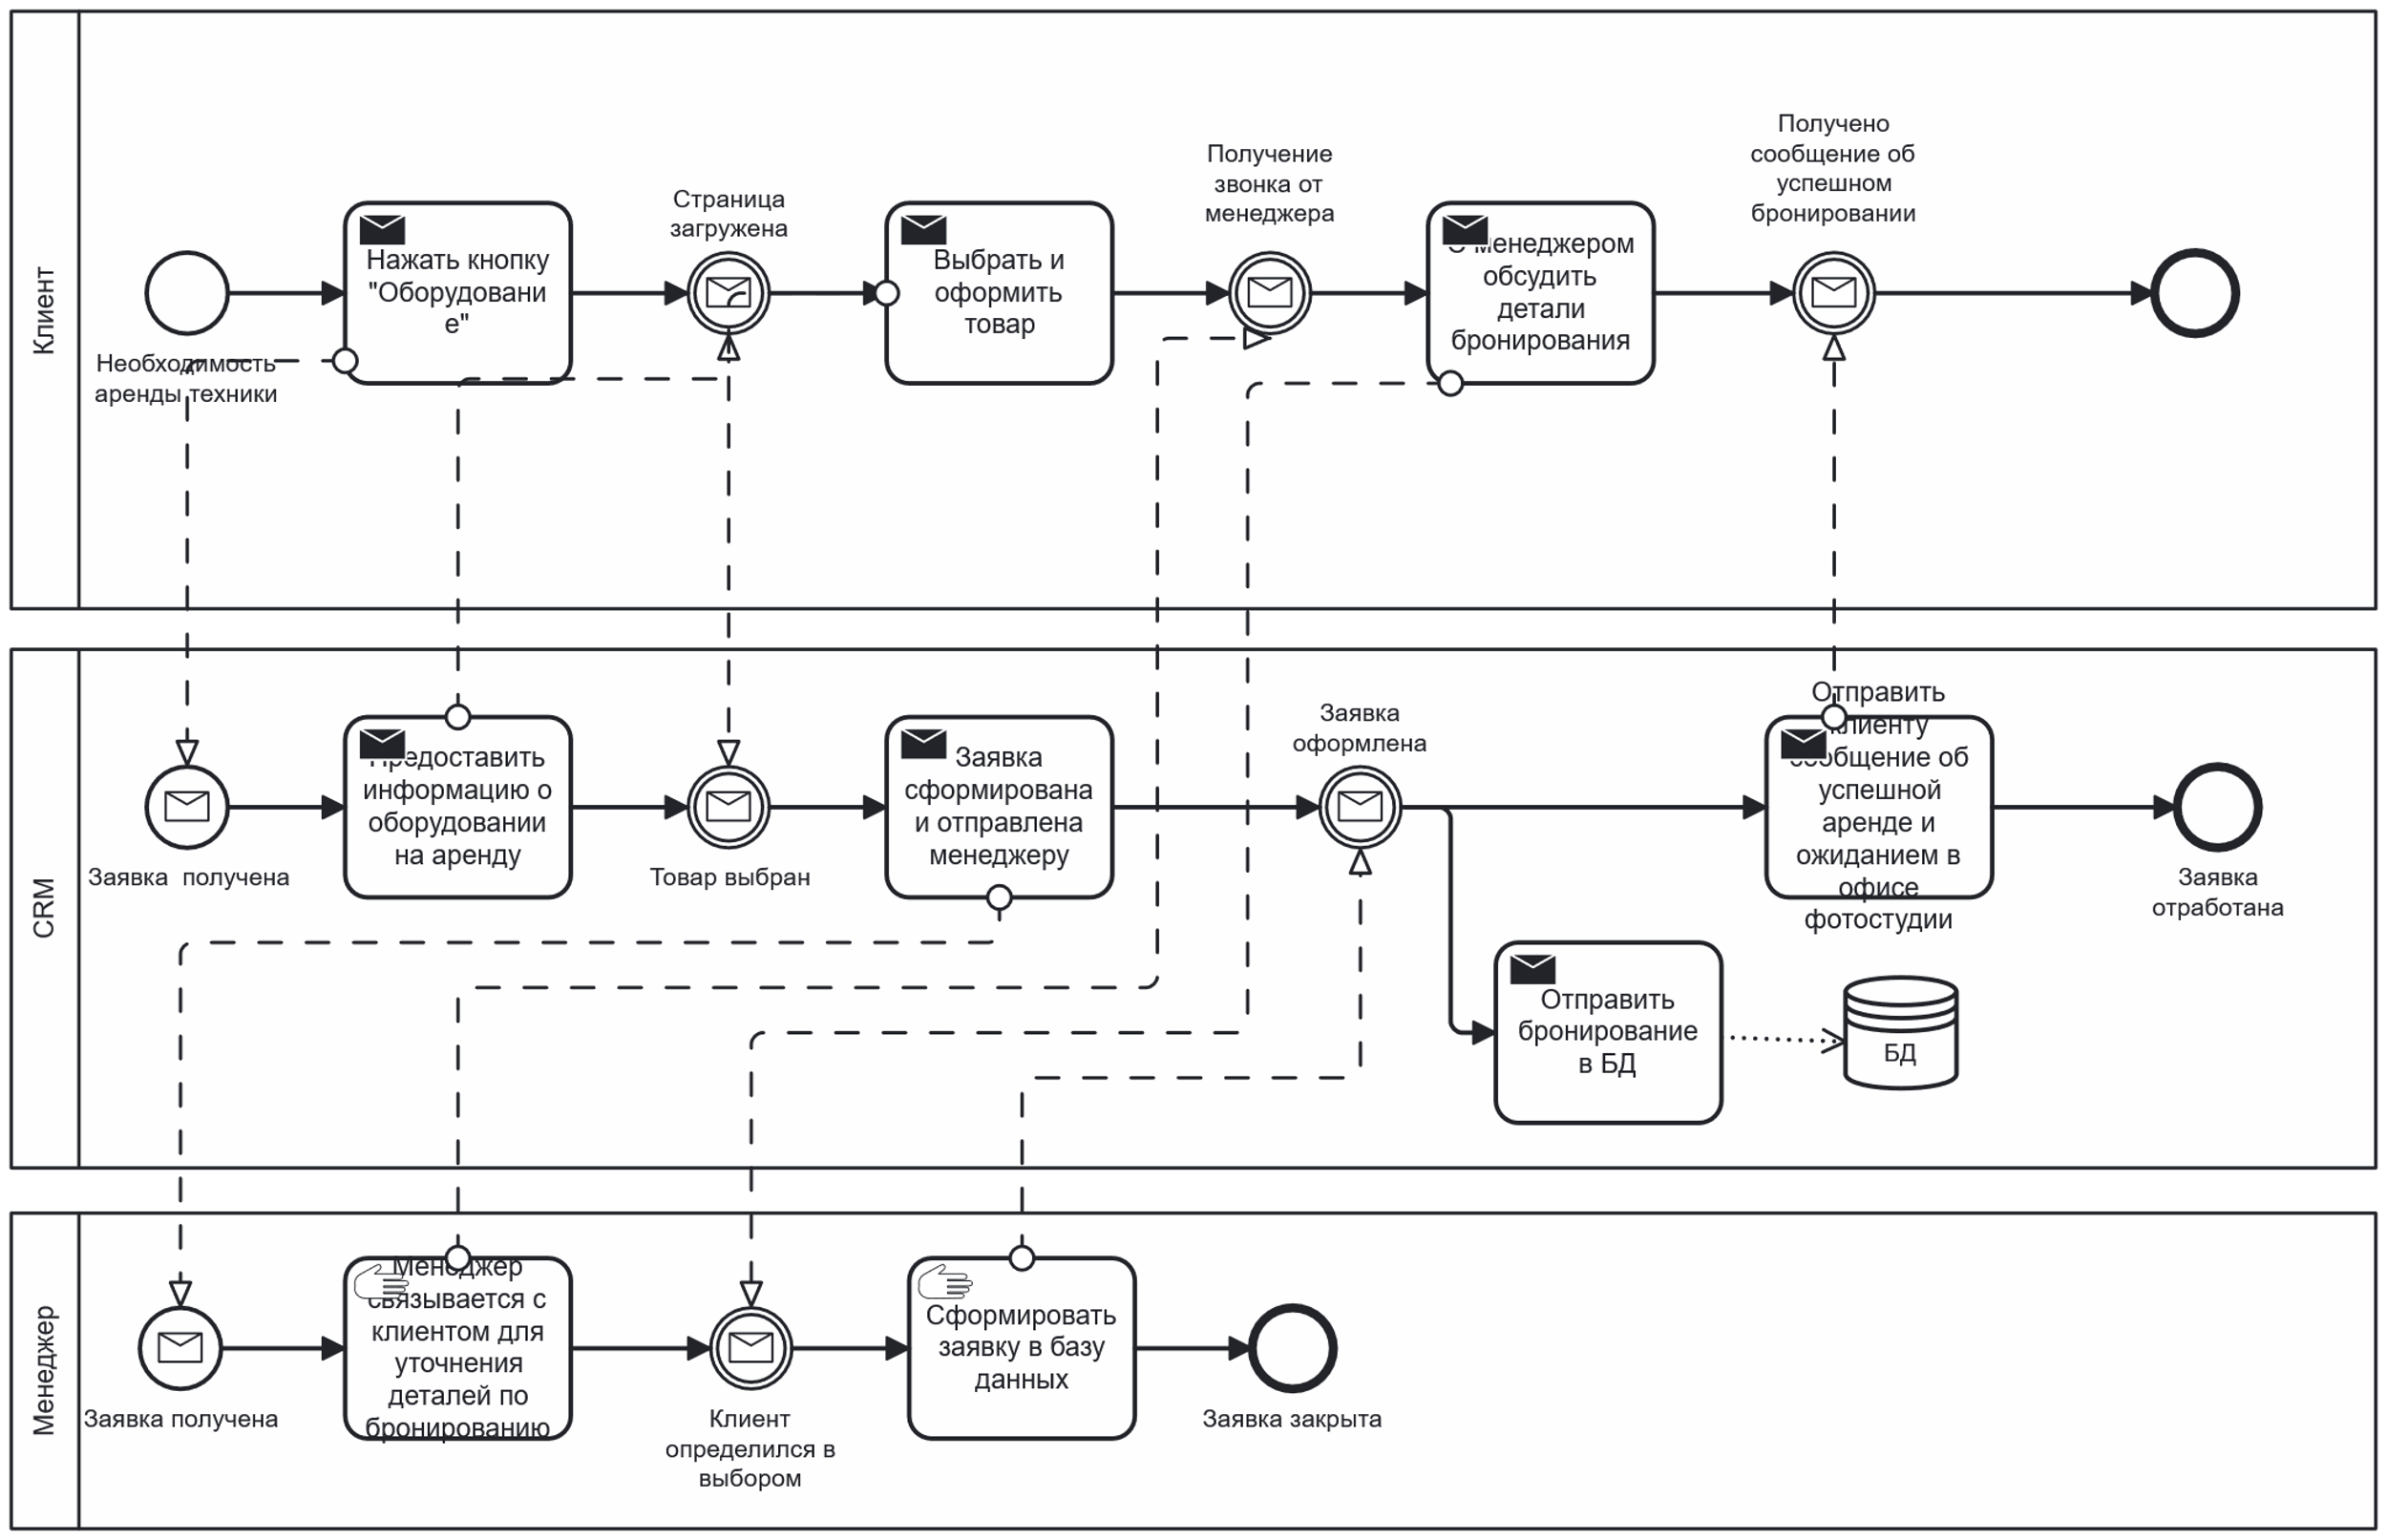 Клиент
Необходимость
аренды техники
Нажать кнопку
"Оборудовани
е"
Страница
загружена
Выбрать и
оформить
товар
Получение
звонка от
менеджера
менеджером
обсудить
детали
бронирования
Получено
сообщение об
успешном
бронировании
CRM
Заявка получена
информацию о
оборудовании
на аренду
Товар выбран
Заявка
сформирована
и отправлена
менеджеру
Заявка
оформлена
Отправить
клиенту
сообщение об
успешной
аренде и
ожиданием в
офисе
фотостудии
Заявка
отработана
Отправить
бронирование
в БД
БД
Менеджер
Заявка получена
Менеджер
связывается с
клиентом для
уточнения
деталей по
бронированию
Клиент
определился в
выбором
Сформировать
заявку в базу
данных
Заявка закрыта